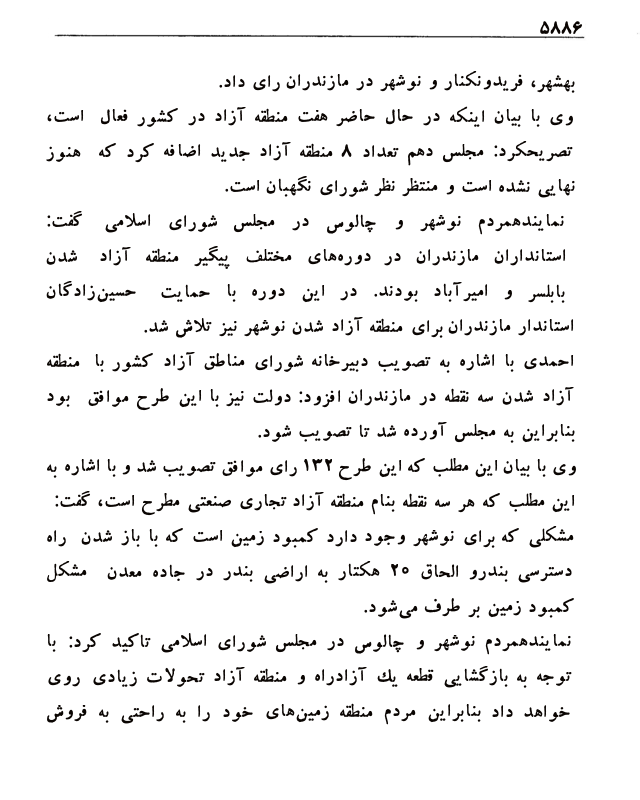 ۵۸۸۶
بهشهر، فریدونکنار و نوشهر در مازندران رای داد.
وی با بیان اینکه در حال حاضر هفت منطقه آزاد در کشور فعال است،
تصریحکرد: مجلس دهم تعداد ۸ منطقه آزاد جدید اضافه کرد که هنوز
نهایی نشده است و منتظر نظر شورای نگهبان است.
نمایندهمردم نوشهر و چالوس در مجلس شورای اسلامی گفت:
استانداران مازندران در دوره‌های مختلف پیگیر منطقه آزاد شدن
بابلسر و امیرآباد بودند. در این دوره با حمایت حسین‌زادگان
استاندار مازندران برای منطقه آزاد شدن نوشهر نیز تلاش شد.
احمدی با اشاره به تصویب دبیرخانه شورای مناطق آزاد کشور با منطقه
آزاد شدن سه نقطه در مازندران افزود: دولت نیز با این طرح موافق بود
بنابراین به مجلس آورده شد تا تصویب شود.
وی با بیان این مطلب که این طرح ۱۳۲ رای موافق تصویب شد و با اشاره به
این مطلب که هر سه نقطه بنام منطقه آزاد تجاری صنعتی مطرح است، گفت:
مشکلی که برای نوشهر وجود دارد کمبود زمین است که با باز شدن راه
دسترسی بندرو الحاق ۲۵ هکتار به اراضی بندر در جاده معدن مشکل
کمبود زمین بر طرف می‌شود.
نمایندهمردم نوشهر و چالوس در مجلس شورای اسلامی تاکید کرد: با
توجه به بازگشایی قطعه یك آزادراه و منطقه آزاد تحولات زیادی روی
خواهد داد بنابراین مردم منطقه زمین‌های خود را به راحتی به فروش